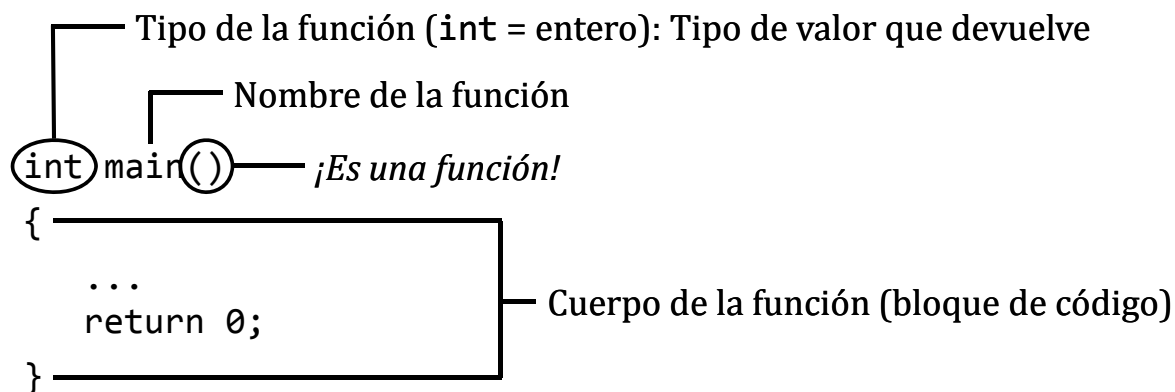 Tipo de la función (int = entero): Tipo de valor que devuelve
Nombre de la función
int main() ¡Es una función!
{
...
return 0;
Cuerpo de la función (bloque de código)
}